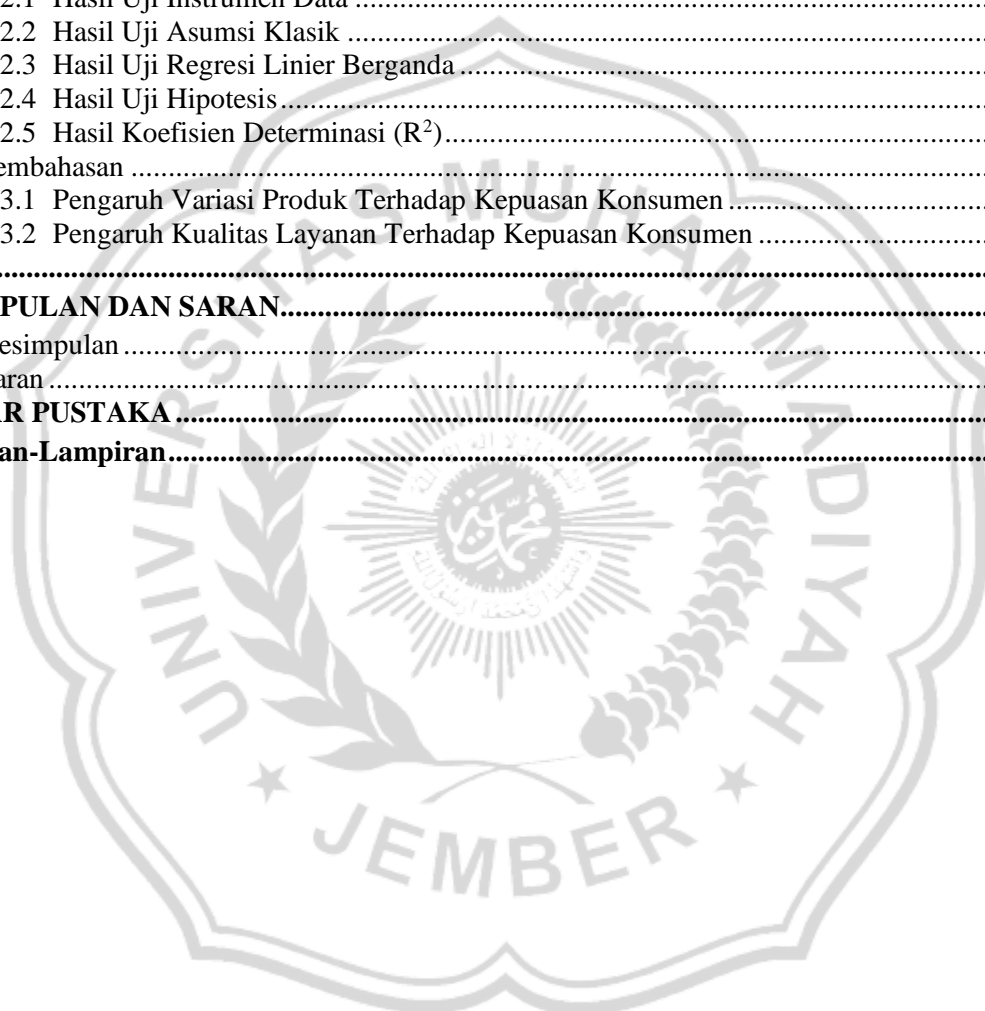 2.1 Hasil Uji Instrumen Data ...............................................................................................
2.2 Hasil Uji Asumsi Klasik ................................................................................................
2.3 Hasil Uji Regresi Linier Berganda ...............................................................................
2.4 Hasil Uji Hipotesis .......................................................................................................
2.5 Hasil Koefisien Determinasi (R²) .................................................................................
embahasan ..........................................................................................................................
3.1 Pengaruh Variasi Produk Terhadap Kepuasan Konsumen ......................................
3.2 Pengaruh Kualitas Layanan Terhadap Kepuasan Konsumen ..................................
..........................................................................................................................................
PULAN DAN SARAN ..........................................................................................................
esimpulan ...........................................................................................................................
aran ....................................................................................................................................
AR PUSTAKA .....................................................................................................................
an-Lampiran ......................................................................................................................
UNIVERSITAS MUHAMMADIYAH
JEMBER